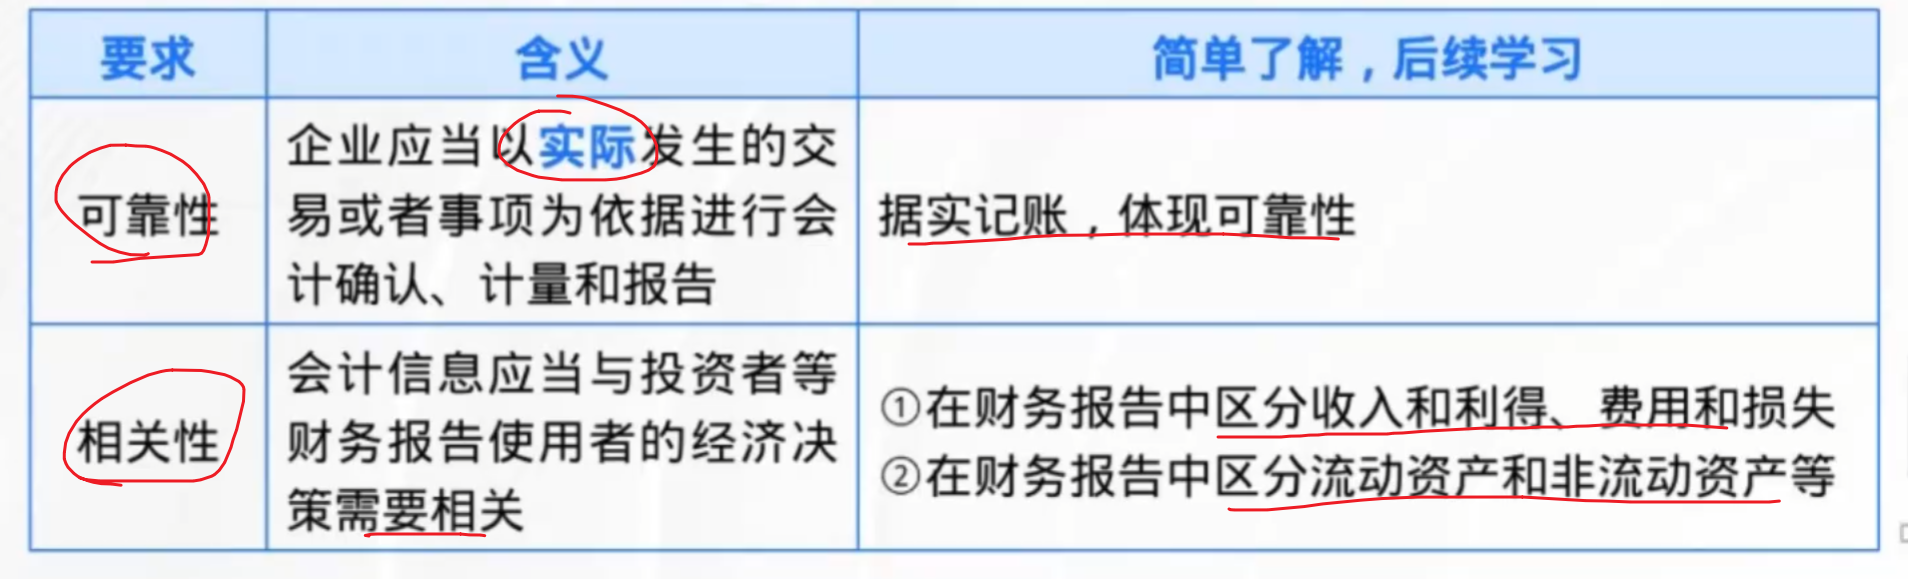 要求
含义
简单了解，后续学习
可靠性
企业应当以实际发生的交
易或者事项为依据进行会
计确认、计量和报告
据实记账，体现可靠性
相关性
会计信息应当与投资者等
财务报告使用者的经济决
策需要相关
①在财务报告中区分收入和利得、费用和损失
②在财务报告中区分流动资产和非流动资产等